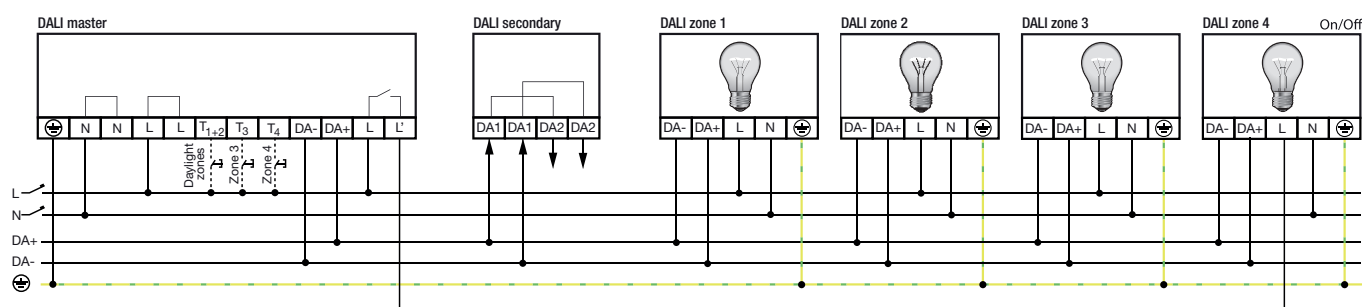 DALI master
DALI secondary
DALI zone 1
DALI zone 2
DALI zone 3
DALI zone 4 On/Off
N N L L T1+2 T3 T4 DA- DA+ L L'
DA1 DA1 DA2 DA2
DA- DA+ L N
DA- DA+ L N
DA- DA+ L N
DA- DA+ L N
Daylight
zones
Zone 3
Zone 4
L
N
DA+
DA-